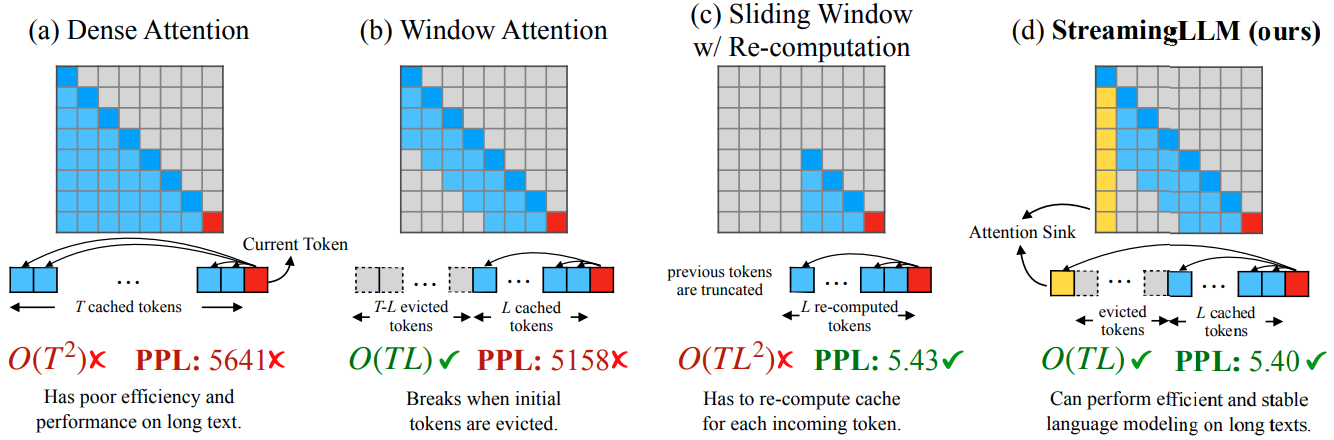 (a) Dense Attention
(b) Window Attention
(c) Sliding Window
w/ Re-computation
(d) StreamingLLM (ours)
Current Token
...
T cached tokens
...
T-L evicted
tokens
L cached
tokens
previous tokens
are truncated
...
L re-computed
tokens
Attention Sink
...
...
evicted
tokens
L cached
tokens
O(T²)✗ PPL: 5641✗
Has poor efficiency and
performance on long text.
O(TL)✓ PPL: 5158✗
Breaks when initial
tokens are evicted.
O(TL²)✗ PPL: 5.43✓
Has to re-compute cache
for each incoming token.
O(TL)✓ PPL: 5.40✓
Can perform efficient and stable
language modeling on long texts.